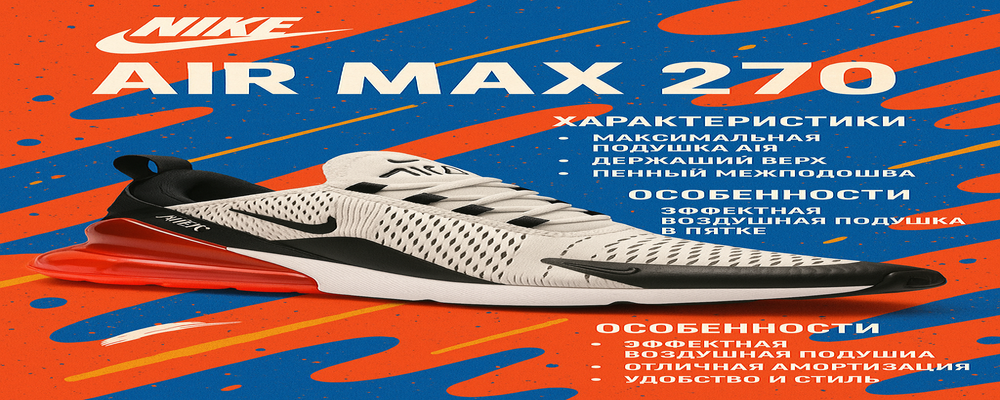 NIKE
AIR MAX 270
ХАРАКТЕРИСТИКИ
• МАКСИМАЛЬНАЯ
ПОДУШКА AIЯ
• ДЕРЖАШИЙ ВЕРХ
• ПЕННЫЙ МЕЖПОДОШВА
ОСОБЕННОСТИ
ЗФФЕКТНАЯ
ВОЗДУШНАЯ ПОДУШКА
В ПЯТКЕ
ОСОБЕННОСТИ
• ЭФФЕКТНАЯ
ВОЗДУШНАЯ ПОДУШИА
• ОТЛИЧНАЯ АМОРТИЗАЦИЯ
• УДОБСТВО И СТИЛЬ